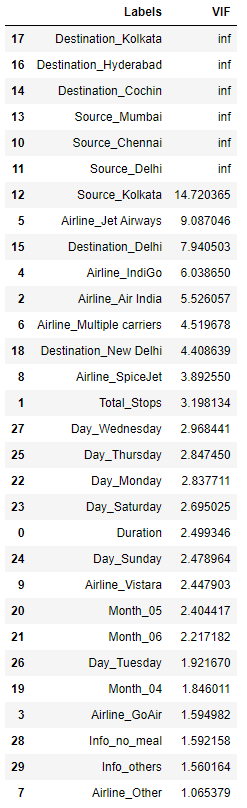 Labels VIF
17 Destination_Kolkata inf
16 Destination_Hyderabad inf
14 Destination_Cochin inf
13 Source_Mumbai inf
10 Source_Chennai inf
11 Source_Delhi inf
12 Source_Kolkata 14.720365
5 Airline_Jet Airways 9.087046
15 Destination_Delhi 7.940503
4 Airline_IndiGo 6.038650
2 Airline_Air India 5.526057
6 Airline_Multiple carriers 4.519678
18 Destination_New Delhi 4.408639
8 Airline_SpiceJet 3.892550
1 Total_Stops 3.198134
27 Day_Wednesday 2.968441
25 Day_Thursday 2.847450
22 Day_Monday 2.837711
23 Day_Saturday 2.695025
0 Duration 2.499346
24 Day_Sunday 2.478964
9 Airline_Vistara 2.447903
20 Month_05 2.404417
21 Month_06 2.217182
26 Day_Tuesday 1.921670
19 Month_04 1.846011
3 Airline_GoAir 1.594982
28 Info_no_meal 1.592158
29 Info_others 1.560164
7 Airline_Other 1.065379